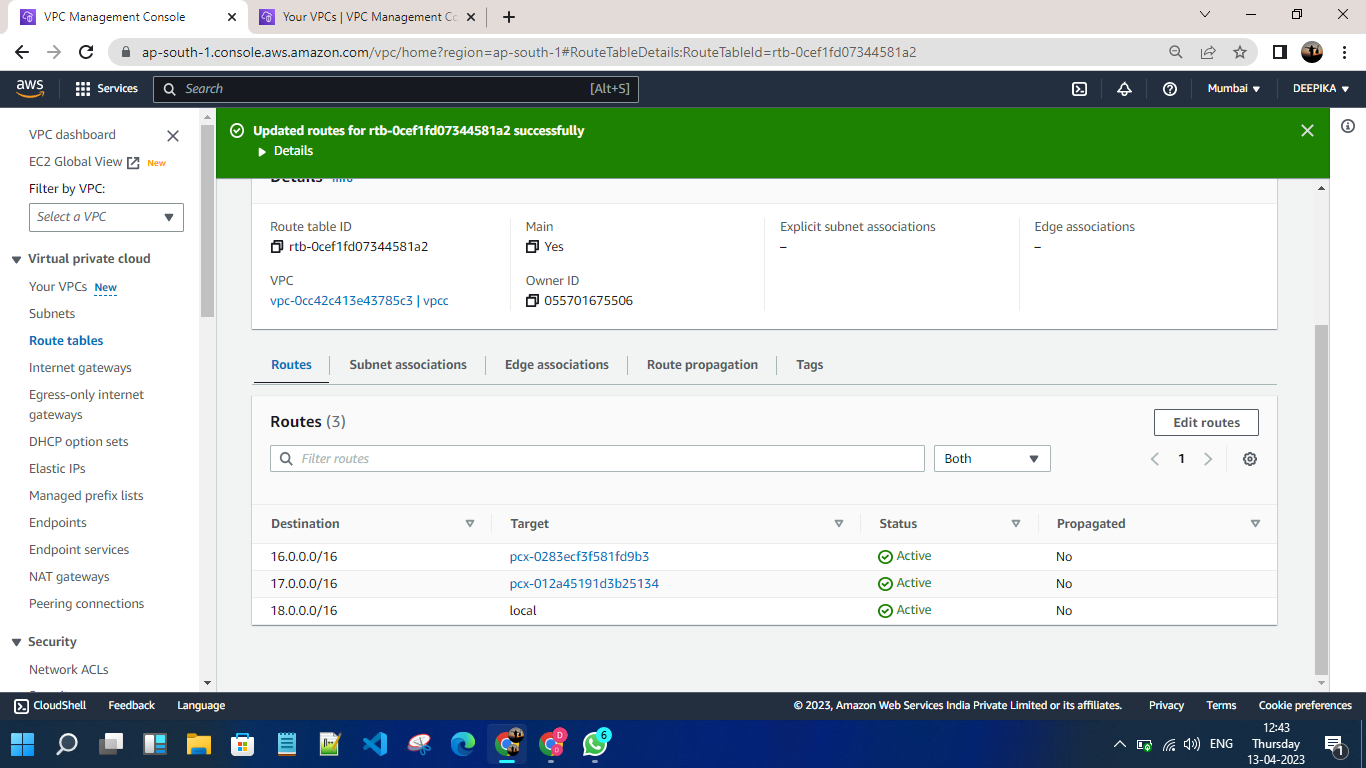 VPC Management Console
Your VPCs | VPC Management Co
ap-south-1.console.aws.amazon.com/vpc/home?region=ap-south-1#RouteTableDetails:RouteTableId=rtb-0cef1fd07344581a2
aws
Services
Search
[Alt+S]
Mumbai
DEEPIKA
VPC dashboard
EC2 Global View New
Filter by VPC:
Select a VPC
Virtual private cloud
Your VPCs New
Subnets
Route tables
Internet gateways
Egress-only internet
gateways
DHCP option sets
Elastic IPs
Managed prefix lists
Endpoints
Endpoint services
NAT gateways
Peering connections
Security
Network ACLs
Updated routes for rtb-0cef1fd07344581a2 successfully
Details
Details Info
Route table ID
rtb-0cef1fd07344581a2
Main
Yes
Explicit subnet associations
–
Edge associations
–
VPC
vpc-0cc42c413e43785c3 | vpcc
Owner ID
055701675506
Routes
Subnet associations
Edge associations
Route propagation
Tags
Routes (3)
Edit routes
Filter routes
Both
1
Destination Target Status Propagated
16.0.0.0/16 pcx-0283ecf3f581fd9b3 Active No
17.0.0.0/16 pcx-012a45191d3b25134 Active No
18.0.0.0/16 local Active No
CloudShell
Feedback
Language
© 2023, Amazon Web Services India Private Limited or its affiliates.
Privacy
Terms
Cookie preferences
D
D
6
ENG
12:43
Thursday
13-04-2023
1